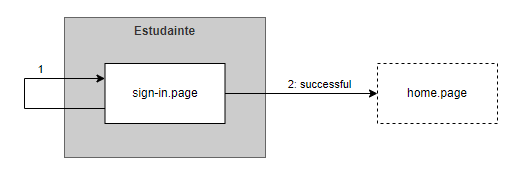 Estudainte
1
sign-in.page
2: successful
home.page